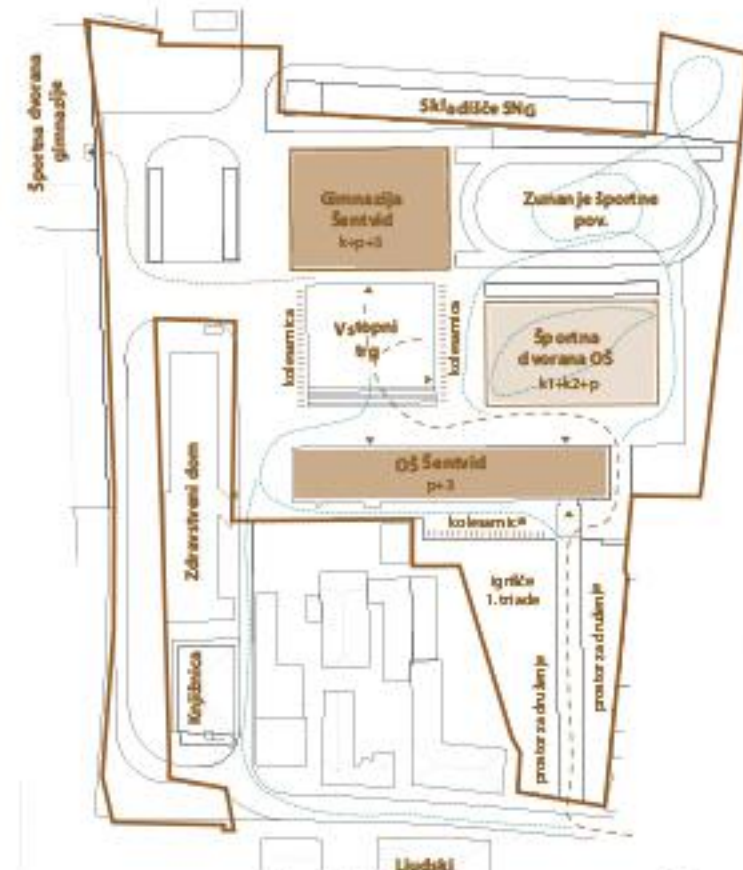 Športna dvorana
gimnazije
Skladišče SNG
Gimnazija
Šentvid
k+p+3
Zunanje športne
pov.
kolesarnica
Vstopni
trg
kolesarnica
Športna
dvorana OŠ
k1+k2+p
OŠ Šentvid
p+3
kolesarnica
Zdravstveni dom
igrišče
1. triade
prostor za druženje
prostor za druženje
Knjižnica
Ljudski